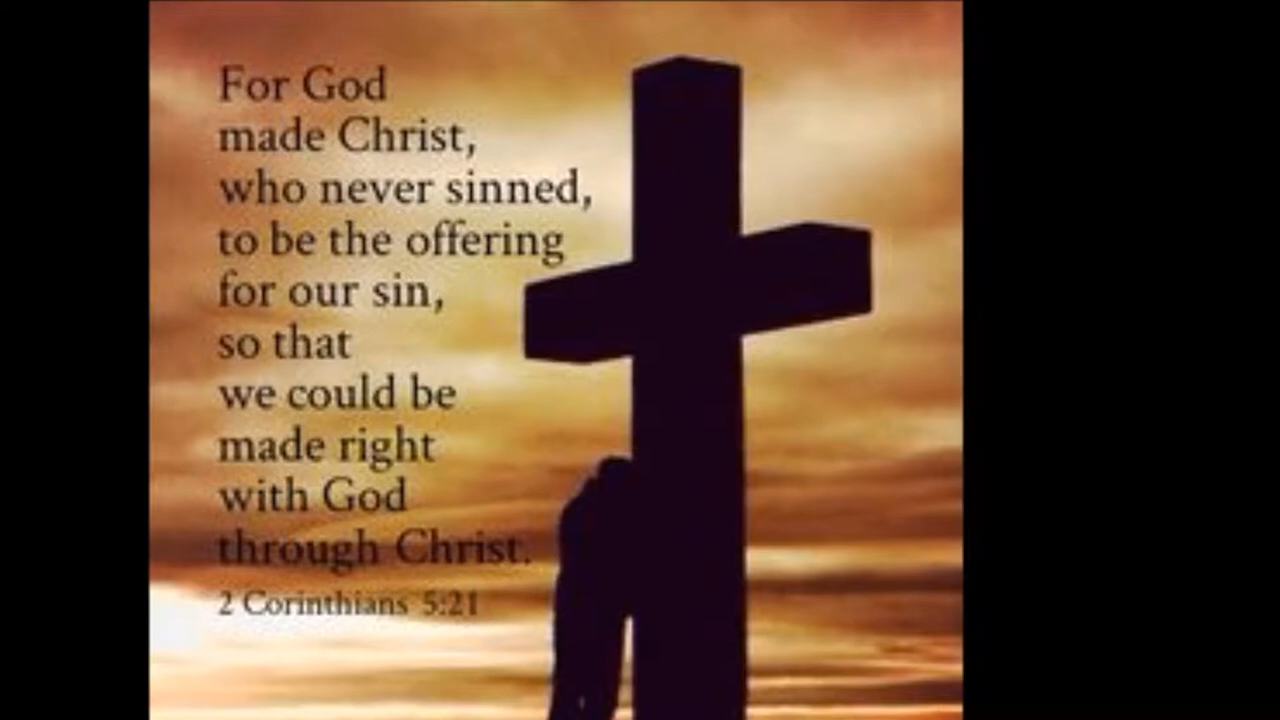 For God
made Christ,
who never sinned,
to be the offering
for our sin,
so that
we could be
made right
with God
through Christ.
2 Corinthians 5:21